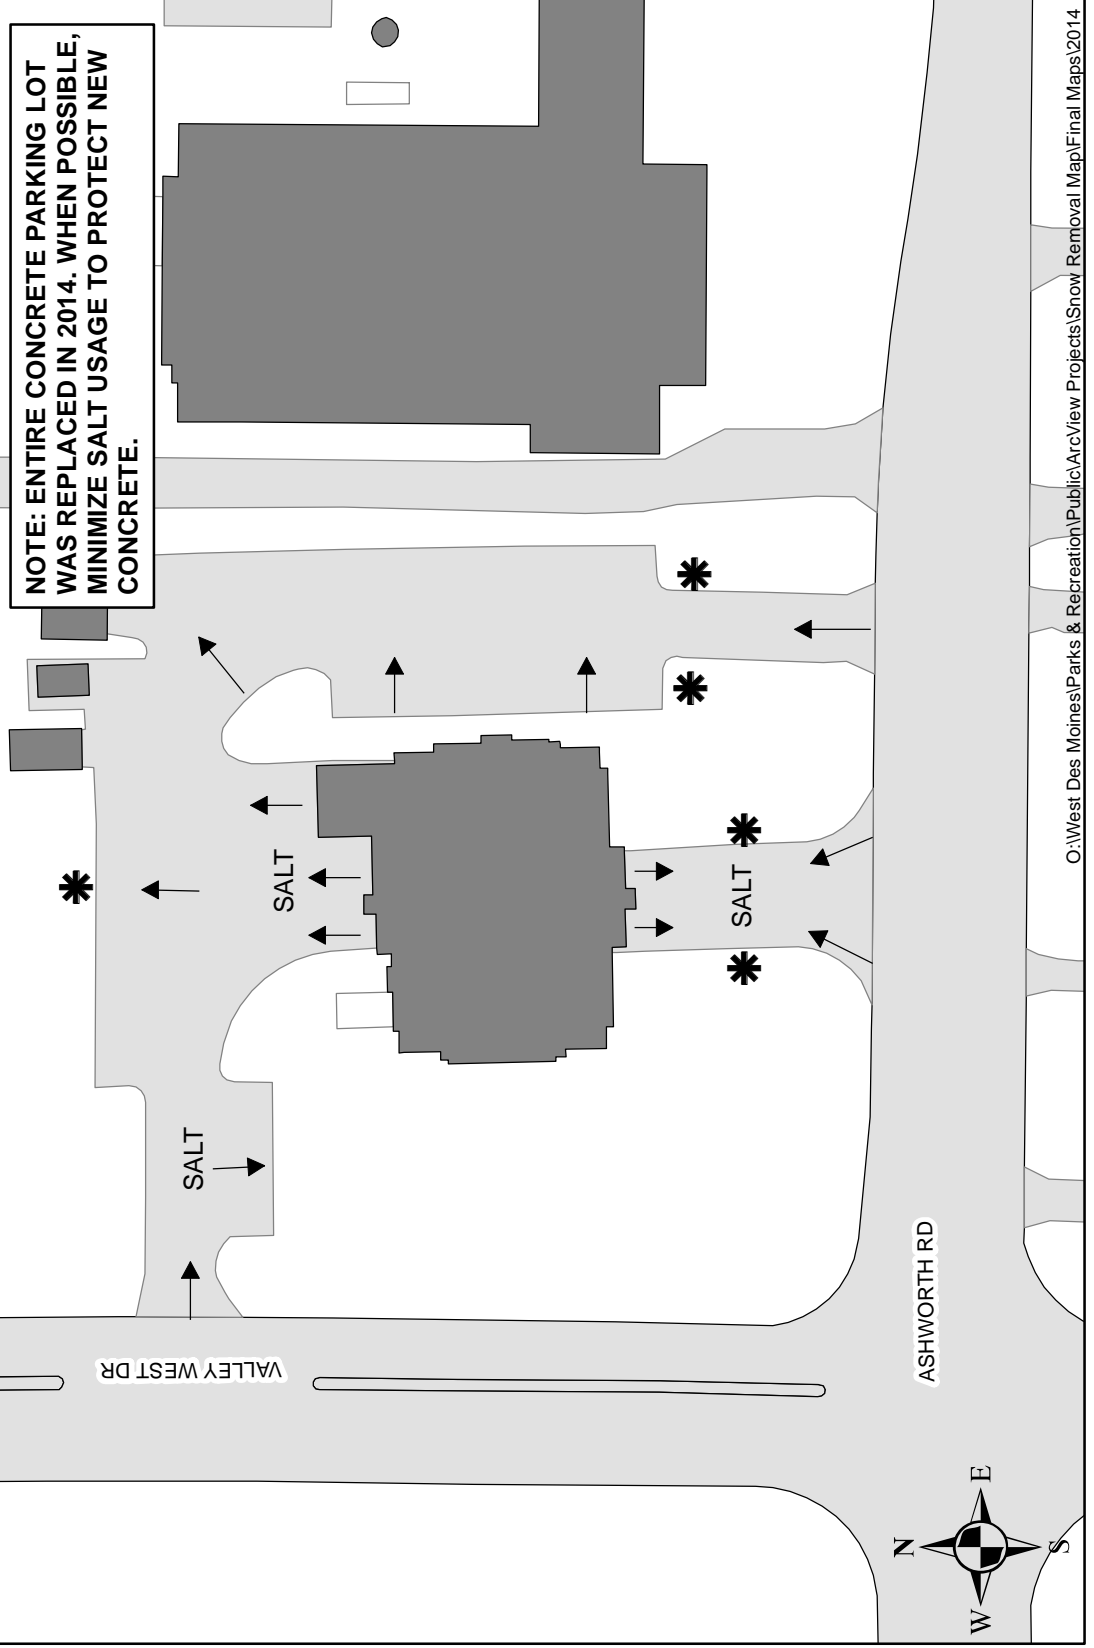 NOTE: ENTIRE CONCRETE PARKING LOT
WAS REPLACED IN 2014. WHEN POSSIBLE,
MINIMIZE SALT USAGE TO PROTECT NEW
CONCRETE.
SALT
SALT
SALT
VALLEY WEST DR
ASHWORTH RD
N
E
S
W
O:\West Des Moines\Parks & Recreation\Public\ArcView Projects\Snow Removal Map\Final Maps\2014